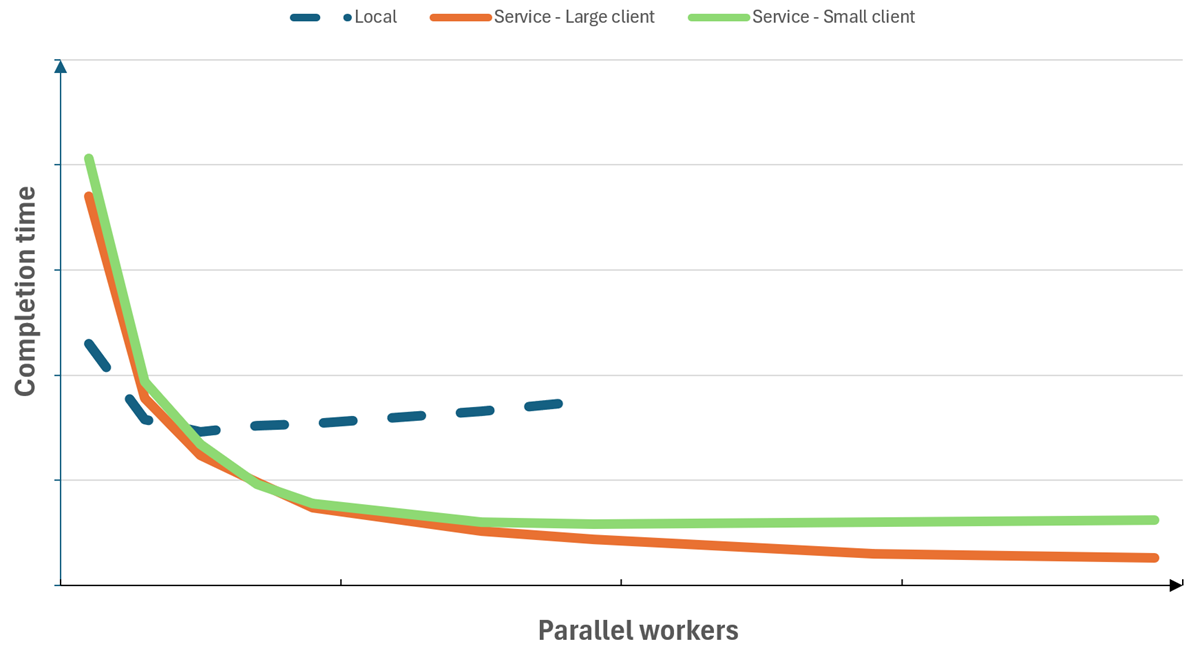 Local Service - Large client Service - Small client
Completion time
Parallel workers